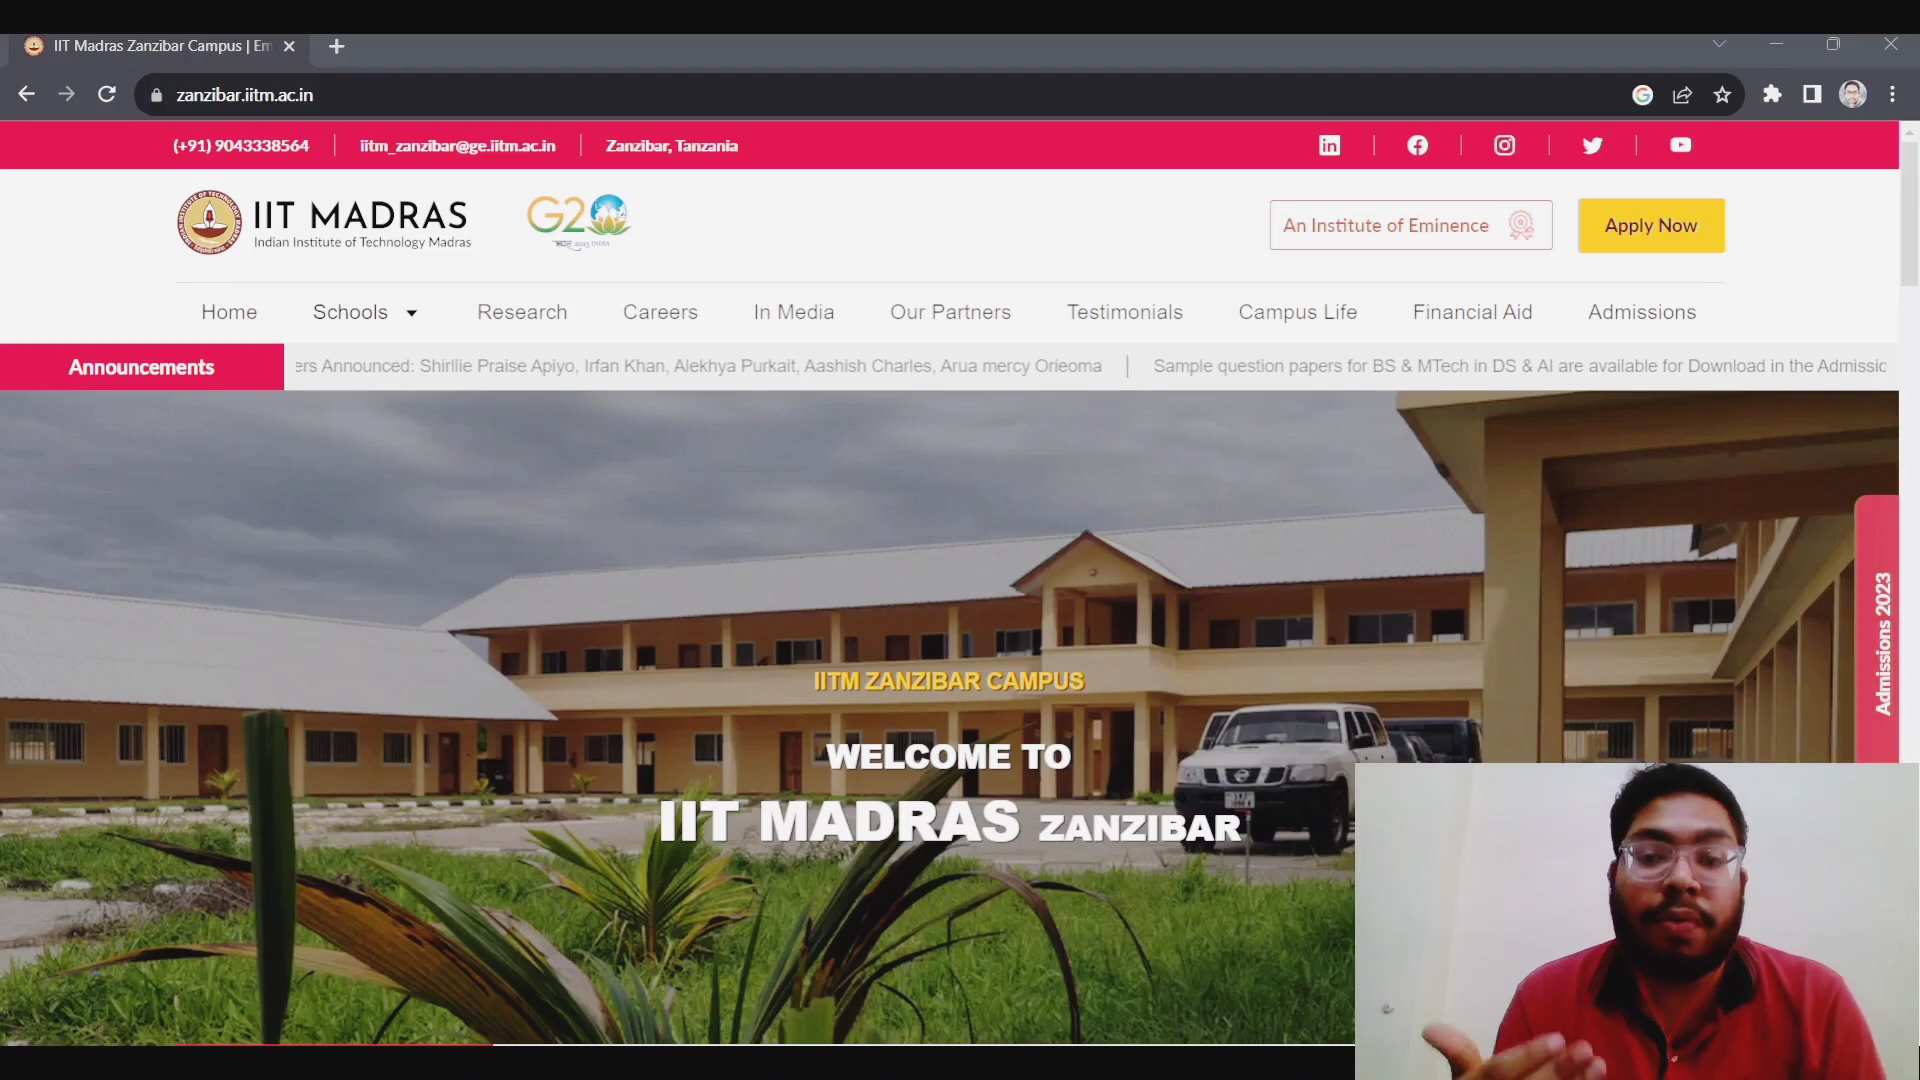 IIT Madras Zanzibar Campus | Em
zanzibar.iitm.ac.in
(+91) 9043338564
iitm_zanzibar@ge.iitm.ac.in
Zanzibar, Tanzania
IIT MADRAS
Indian Institute of Technology Madras
G20
2023 INDIA
An Institute of Eminence
Apply Now
Home
Schools
Research
Careers
In Media
Our Partners
Testimonials
Campus Life
Financial Aid
Admissions
Announcements
ers Announced: Shirllie Praise Apiyo, Irfan Khan, Alekhya Purkait, Aashish Charles, Arua mercy Orieoma
Sample question papers for BS & MTech in DS & AI are available for Download in the Admissic
Admissions 2023
IITM ZANZIBAR CAMPUS
WELCOME TO
IIT MADRAS ZANZIBAR